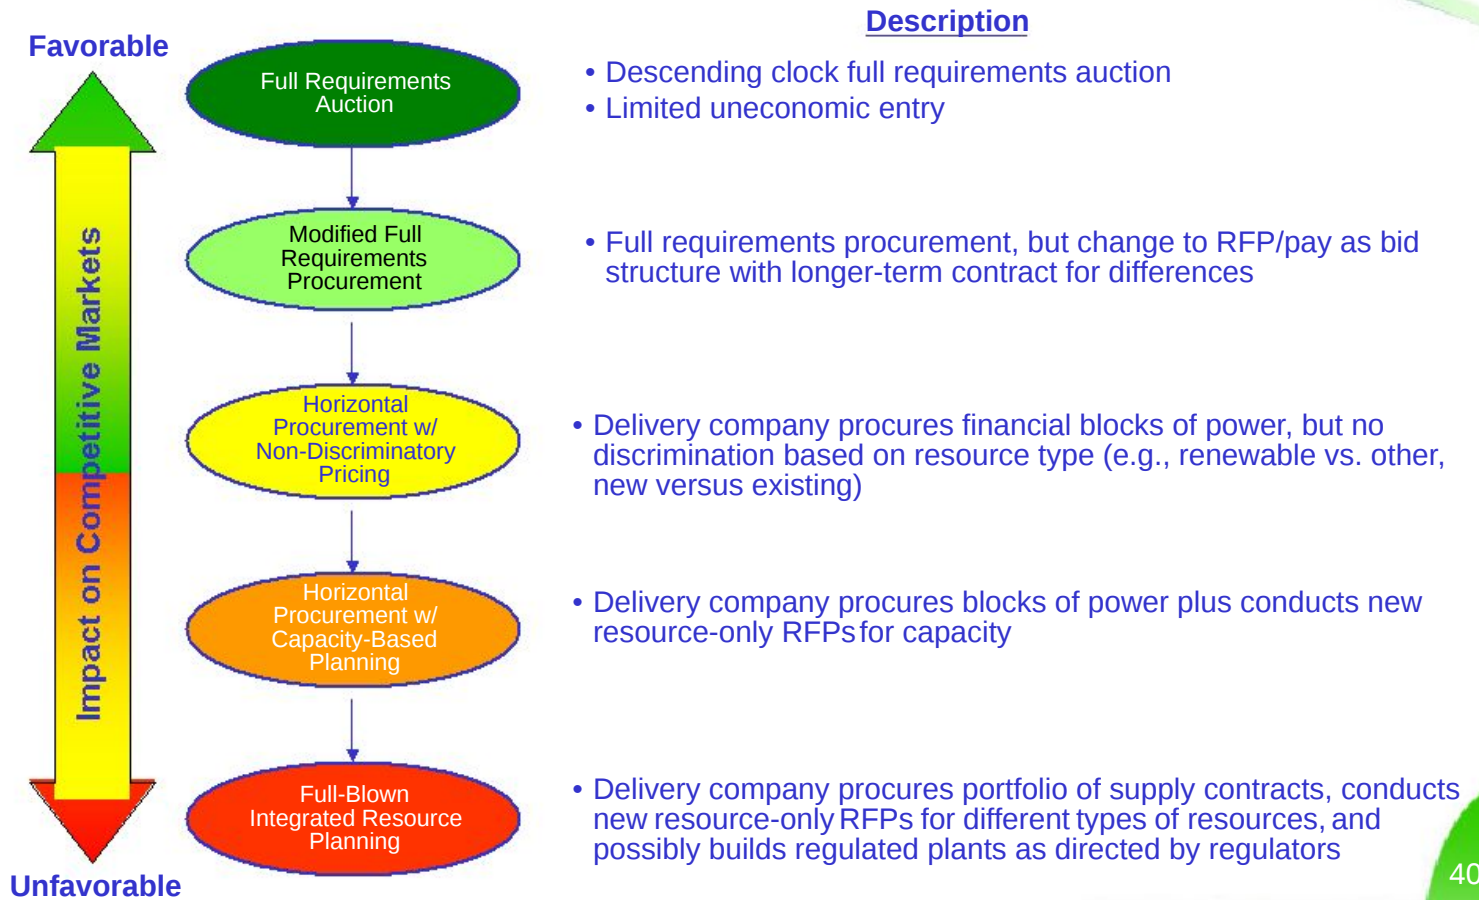 Description
Favorable
Full Requirements
Auction
• Descending clock full requirements auction
• Limited uneconomic entry
Modified Full
Requirements
Procurement
• Full requirements procurement, but change to RFP/pay as bid
structure with longer-term contract for differences
Impact on Competitive Markets
Horizontal
Procurement w/
Non-Discriminatory
Pricing
• Delivery company procures financial blocks of power, but no
discrimination based on resource type (e.g., renewable vs. other,
new versus existing)
Horizontal
Procurement w/
Capacity-Based
Planning
• Delivery company procures blocks of power plus conducts new
resource-only RFPs for capacity
Full-Blown
Integrated Resource
Planning
• Delivery company procures portfolio of supply contracts, conducts
new resource-only RFPs for different types of resources, and
possibly builds regulated plants as directed by regulators
Unfavorable
40